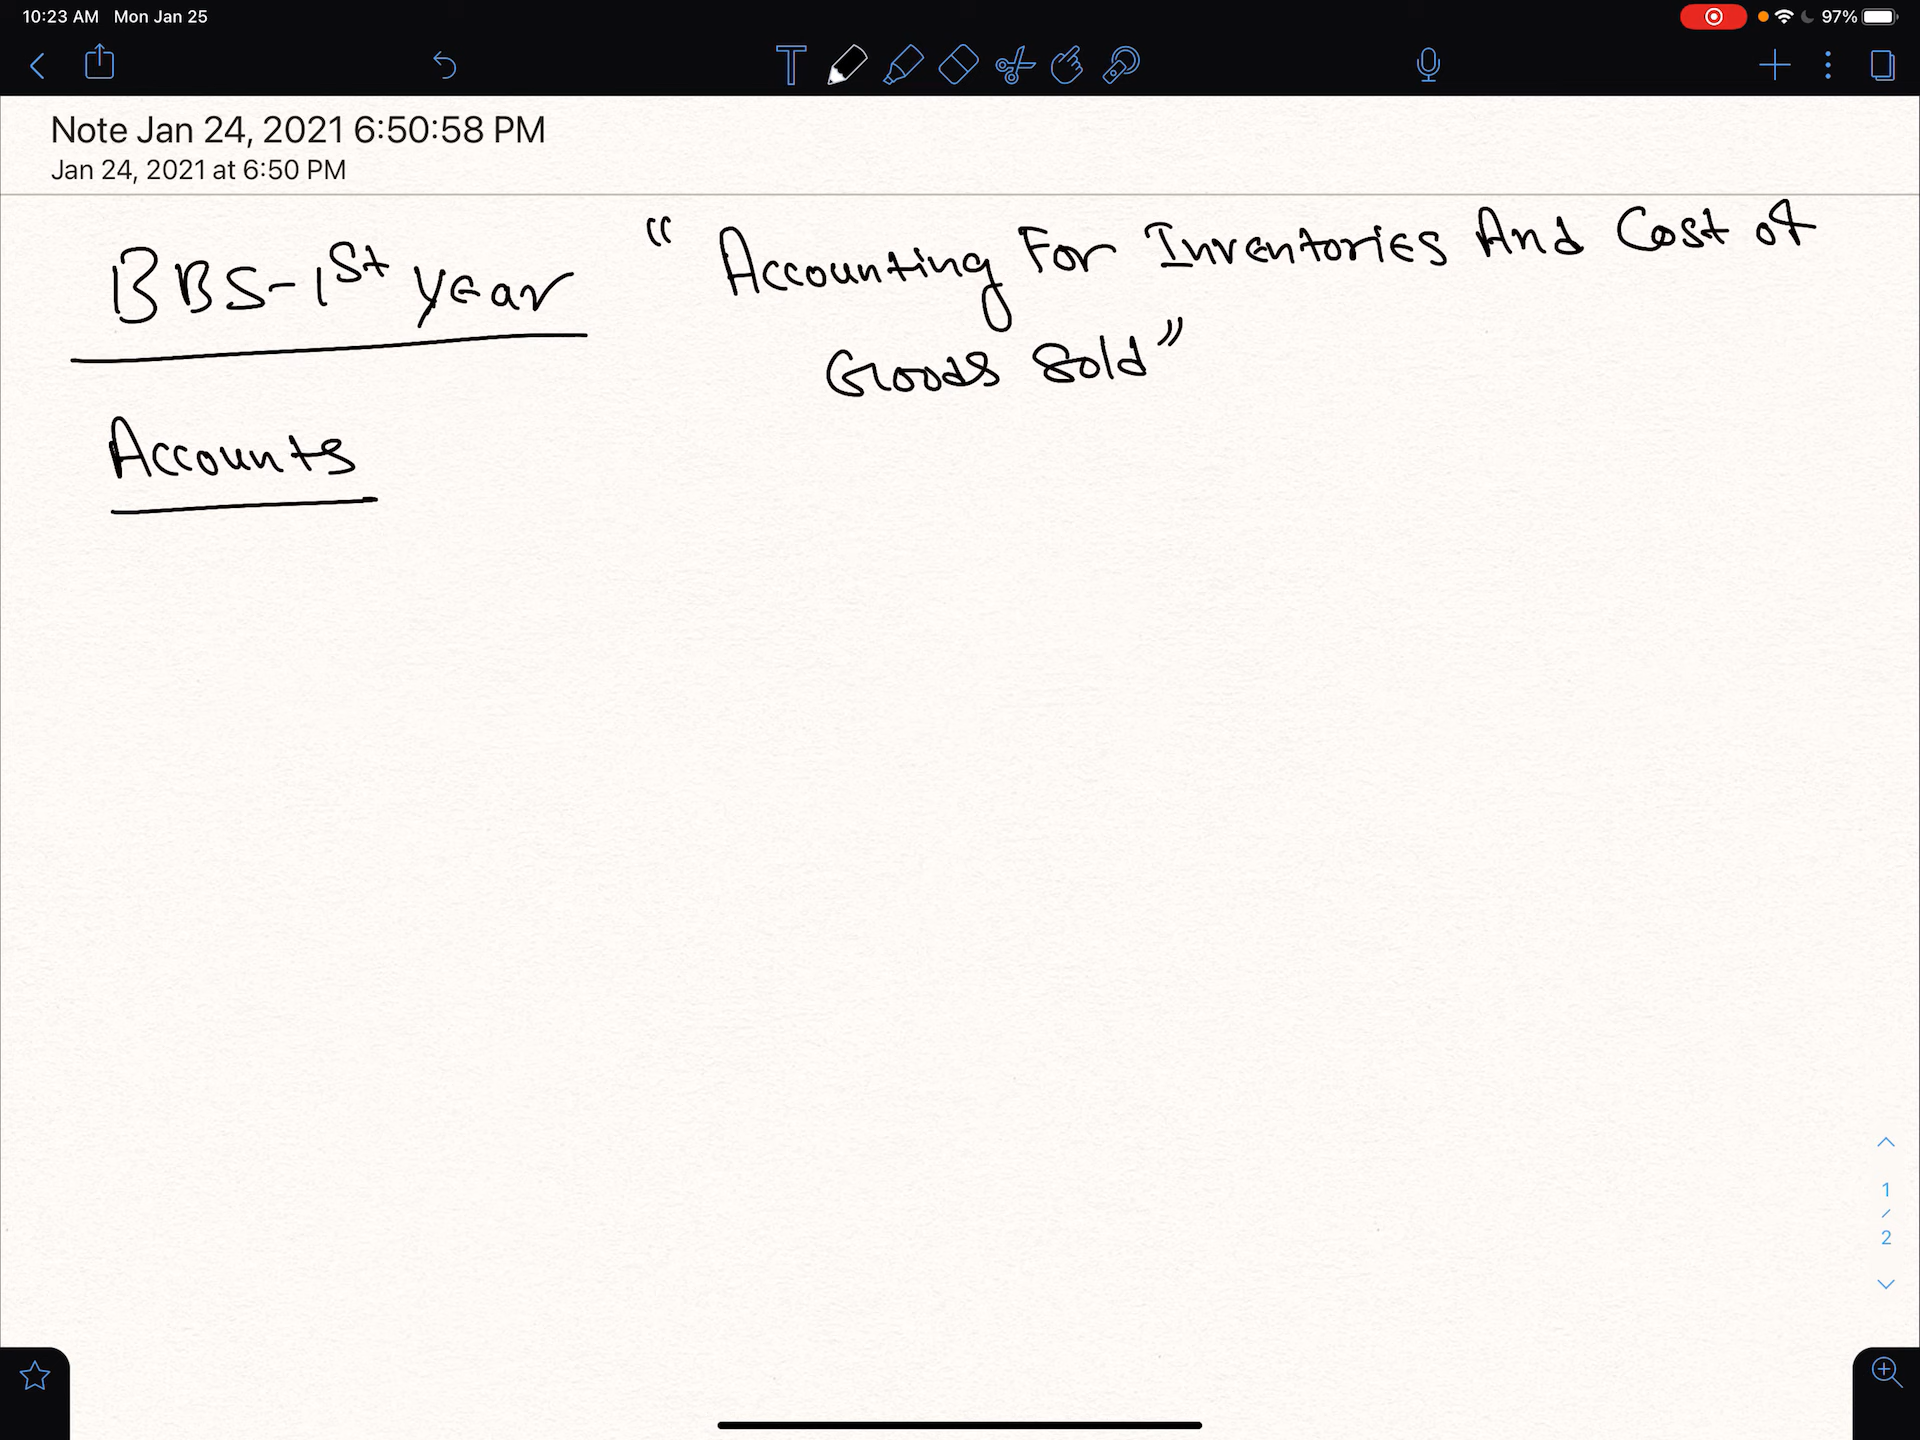 10:23 AM Mon Jan 25
97%
Note Jan 24, 2021 6:50:58 PM
Jan 24, 2021 at 6:50 PM
BBS-1st year
"Accounting For Inventories And Cost of
Goods Sold"
Accounts
1
/
2